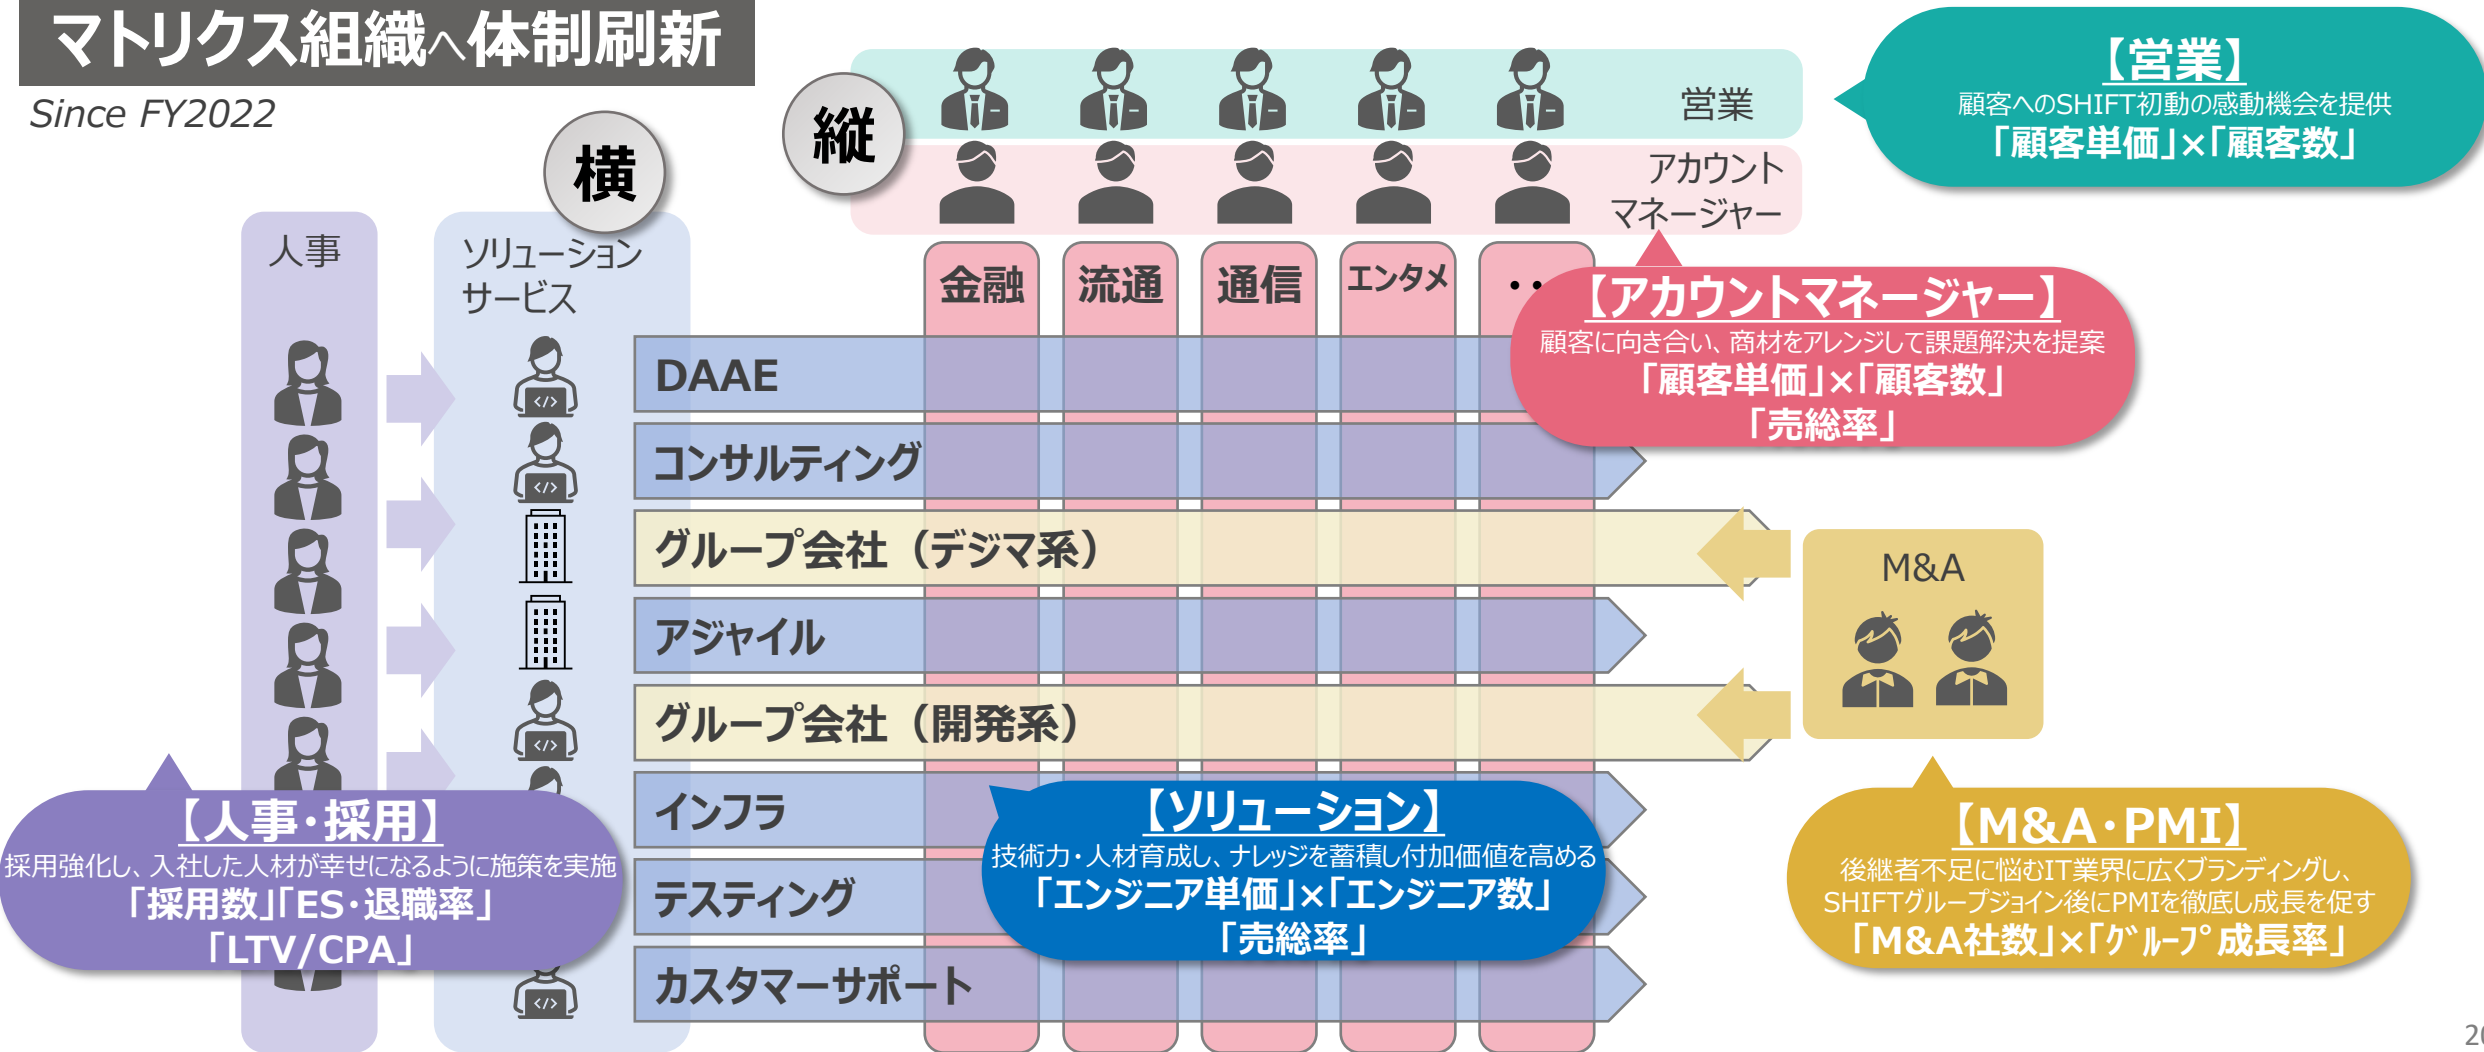 マトリクス組織へ体制刷新
Since FY2022
横
縦
営業
アカウント
マネージャー
【営業】
顧客へのSHIFT初動の感動機会を提供
「顧客単価」×「顧客数」
人事
ソリューション
サービス
金融
流通
通信
エンタメ
【アカウントマネージャー】
顧客に向き合い、商材をアレンジして課題解決を提案
「顧客単価」×「顧客数」
「売総率」
DAAE
コンサルティング
グループ会社（デジマ系）
アジャイル
グループ会社（開発系）
インフラ
テスティング
カスタマーサポート
M&A
【人事・採用】
採用強化し、入社した人材が幸せになるように施策を実施
「採用数」「ES・退職率」
「LTV/CPA」
【ソリューション】
技術力・人材育成し、ナレッジを蓄積し付加価値を高める
「エンジニア単価」×「エンジニア数」
「売総率」
【M&A・PMI】
後継者不足に悩むIT業界に広くブランディングし、
SHIFTグループジョイン後にPMIを徹底し成長を促す
「M&A社数」×「ｸﾞﾙｰﾌﾟ成長率」